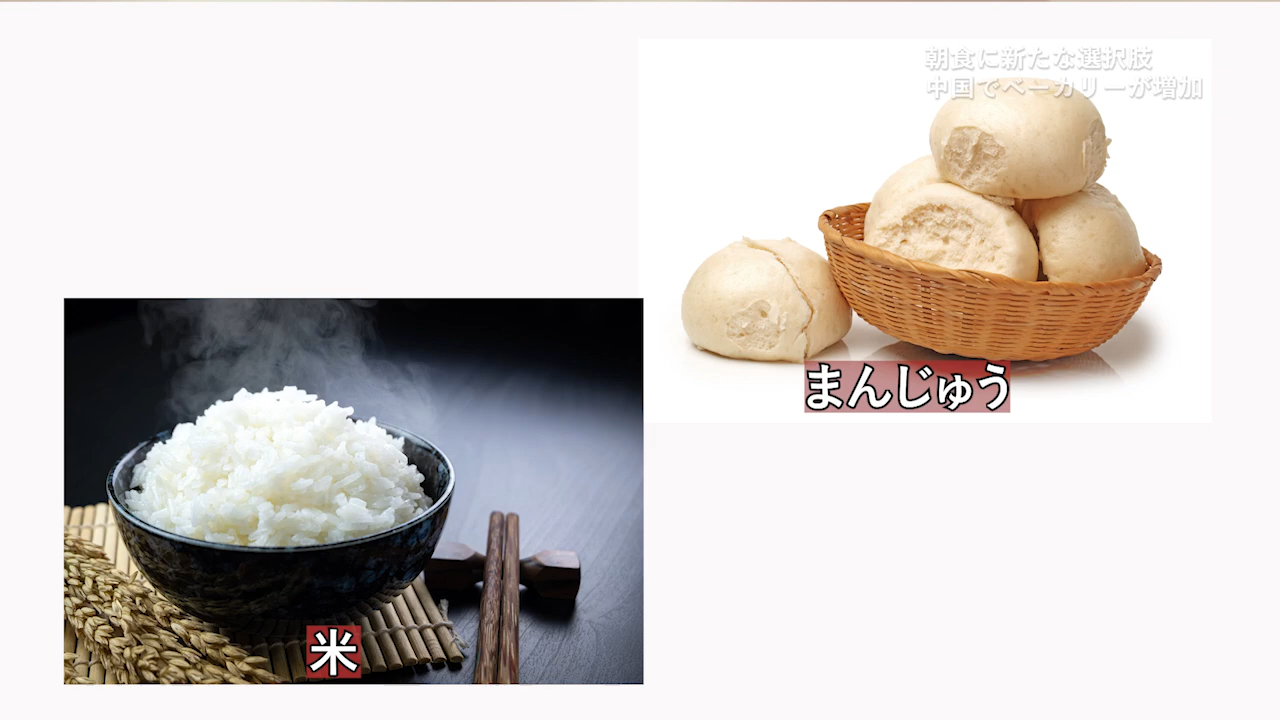 朝食に新たな選択肢
中国でベーカリーが増加
まんじゅう
米